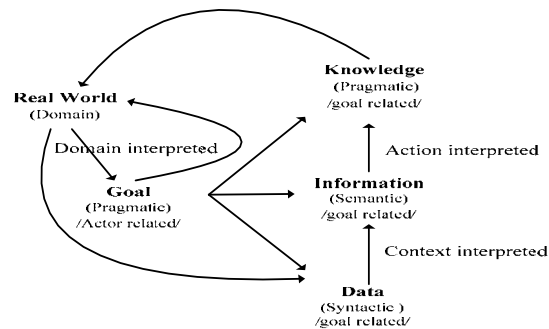 Knowledge
(Pragmatic)
/goal related/
Real World
(Domain)
Domain interpreted
Action interpreted
Goal
(Pragmatic)
/Actor related/
Information
(Semantic)
/goal related/
Context interpreted
Data
(Syntactic )
/goal related/